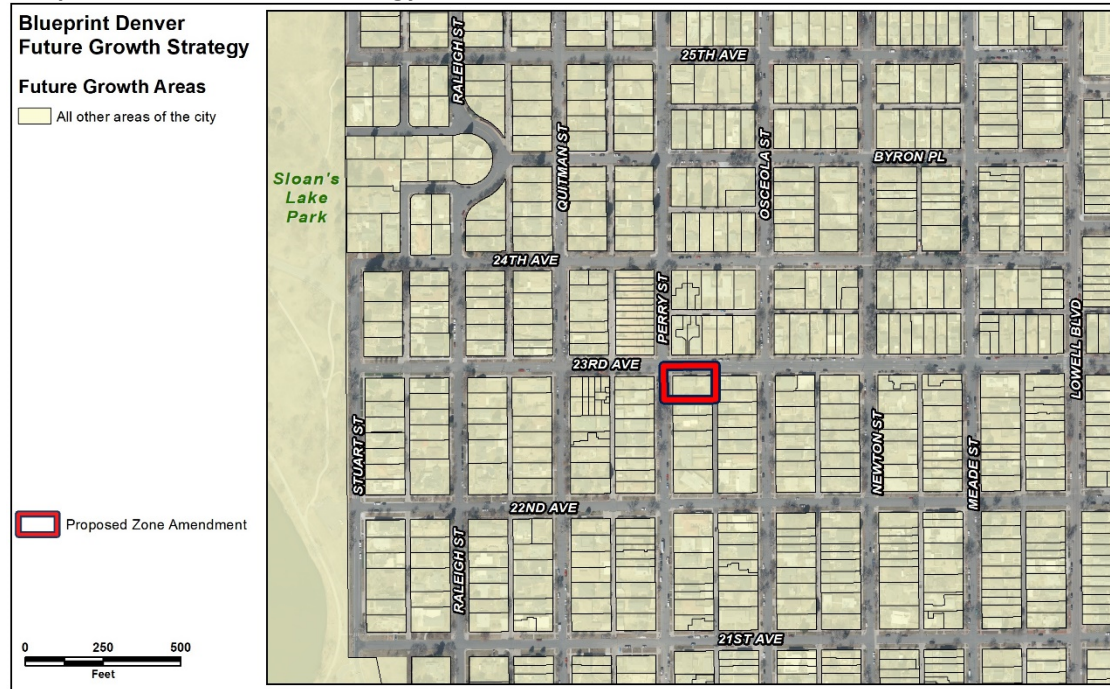 Blueprint Denver
Future Growth Strategy
Future Growth Areas
All other areas of the city
Proposed Zone Amendment
0 250 500
Feet
RALEIGH ST
25TH AVE
QUITMAN ST
OSCEOLA ST
BYRON PL
Sloan's
Lake
Park
24TH AVE
PERRY ST
LOWELL BLVD
23RD AVE
STUART ST
NEWTON ST
MEADE ST
22ND AVE
RALEIGH ST
21ST AVE